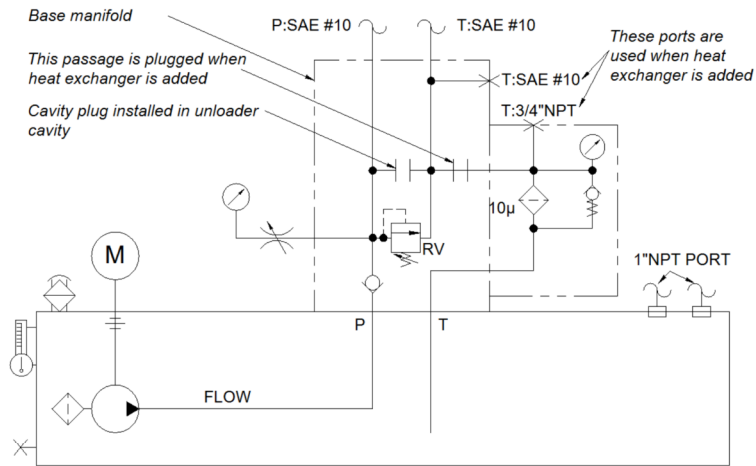 Base manifold
P:SAE #10
T:SAE #10
These ports are
used when heat
exchanger is added
This passage is plugged when
heat exchanger is added
T:SAE #10
T:3/4"NPT
Cavity plug installed in unloader
cavity
10µ
RV
M
1"NPT PORT
P
T
FLOW